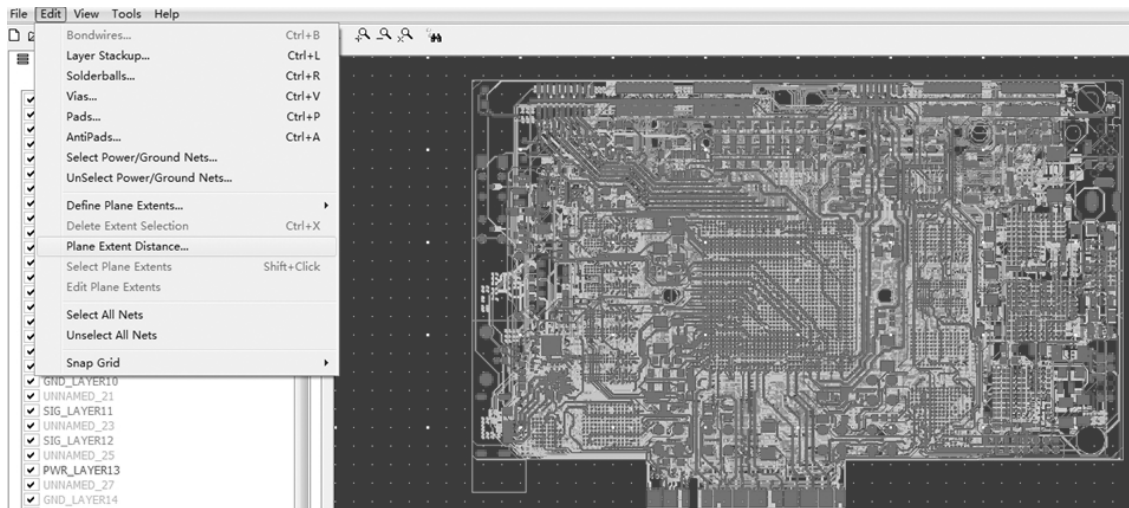 File Edit View Tools Help
Bondwires... Ctrl+B
Layer Stackup... Ctrl+L
Solderballs... Ctrl+R
Vias... Ctrl+V
Pads... Ctrl+P
AntiPads... Ctrl+A
Select Power/Ground Nets...
UnSelect Power/Ground Nets...
Define Plane Extents...
Delete Extent Selection Ctrl+X
Plane Extent Distance...
Select Plane Extents Shift+Click
Edit Plane Extents
Select All Nets
Unselect All Nets
Snap Grid
GND_LAYER10
UNNAMED_21
SIG_LAYER11
UNNAMED_23
SIG_LAYER12
UNNAMED_25
PWR_LAYER13
UNNAMED_27
GND_LAYER14